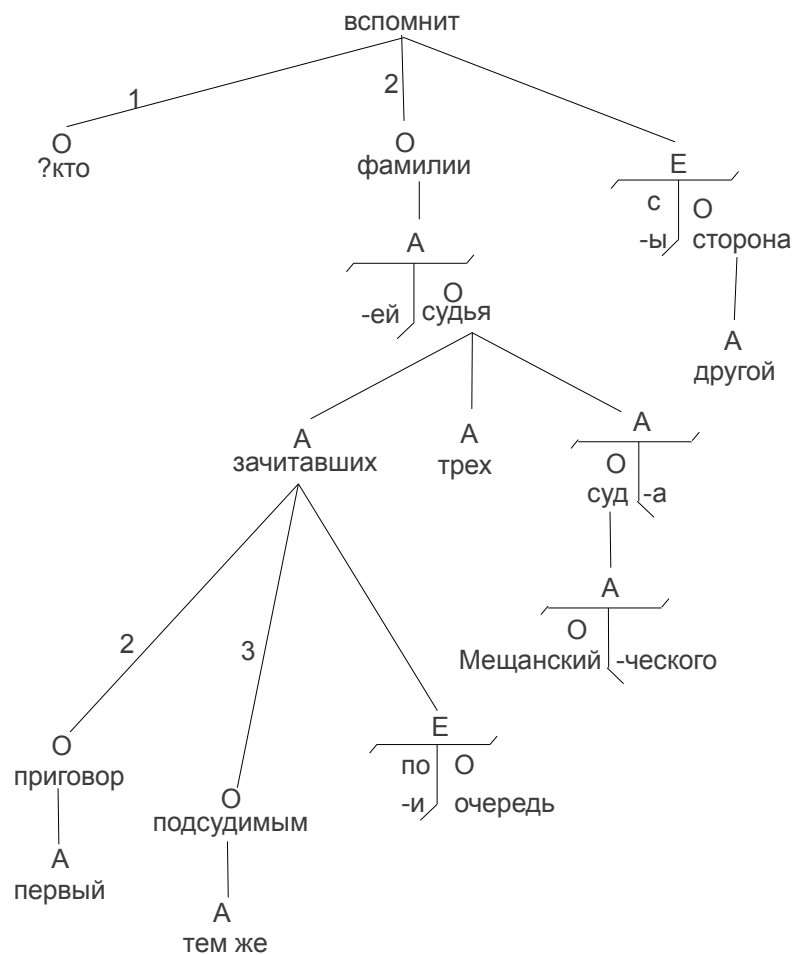 вспомнит
1
2
О
?кто
О
фамилии
Е
с О
-ы сторона
А
О
-ей судья
А
другой
А
зачитавших
А
трех
А
О
суд -а
А
О
Мещанский -ческого
2
3
О
приговор
Е
по О
-и очередь
О
подсудимым
А
первый
А
тем же